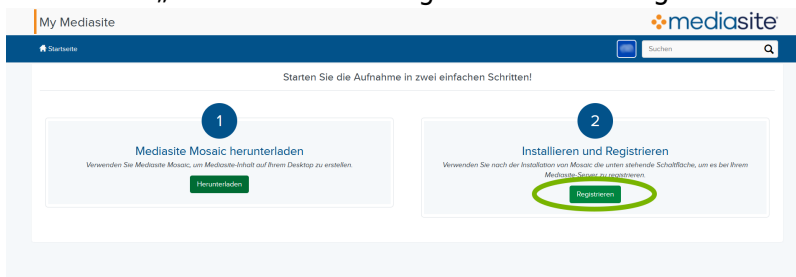 My Mediasite
mediasite
Startseite
Suchen
Starten Sie die Aufnahme in zwei einfachen Schritten!
1
Mediasite Mosaic herunterladen
Verwenden Sie Mediasite Mosaic, um Mediasite-Inhalt auf Ihrem Desktop zu erstellen.
Herunterladen
2
Installieren und Registrieren
Verwenden Sie nach der Installation von Mosaic die unten stehende Schaltfläche, um es bei Ihrem
Mediasite-Server zu registrieren.
Registrieren